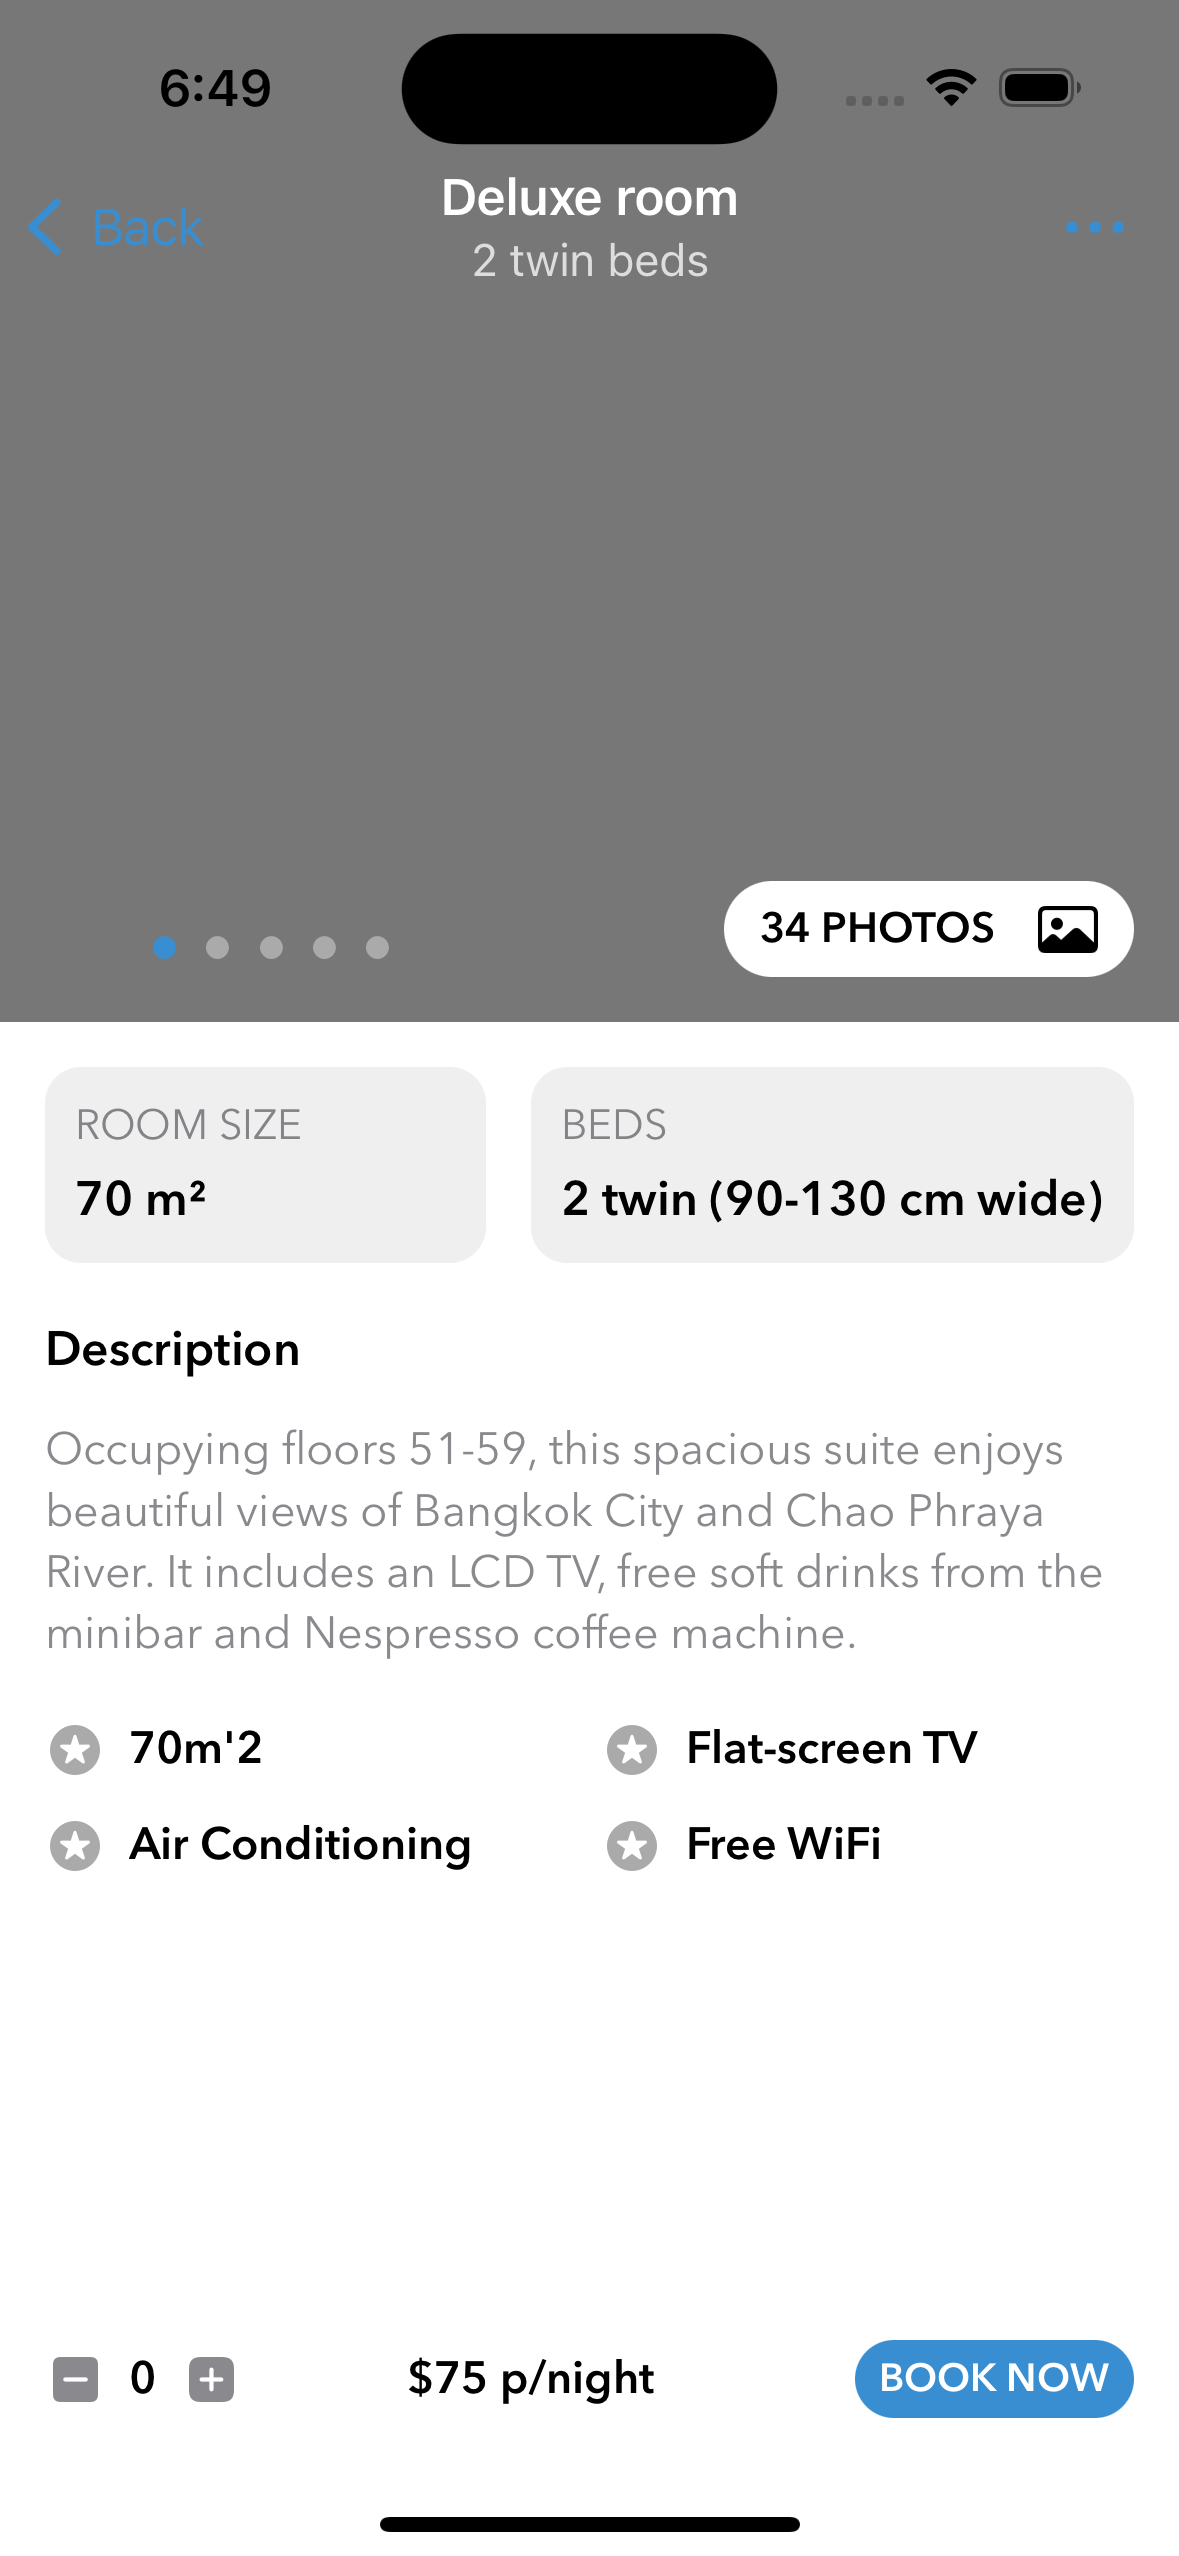 6:49
Back
Deluxe room
2 twin beds
34 PHOTOS
ROOM SIZE
70 m²
BEDS
2 twin (90-130 cm wide)
Description
Occupying floors 51-59, this spacious suite enjoys
beautiful views of Bangkok City and Chao Phraya
River. It includes an LCD TV, free soft drinks from the
minibar and Nespresso coffee machine.
70m'2
Flat-screen TV
Air Conditioning
Free WiFi
0
$75 p/night
BOOK NOW